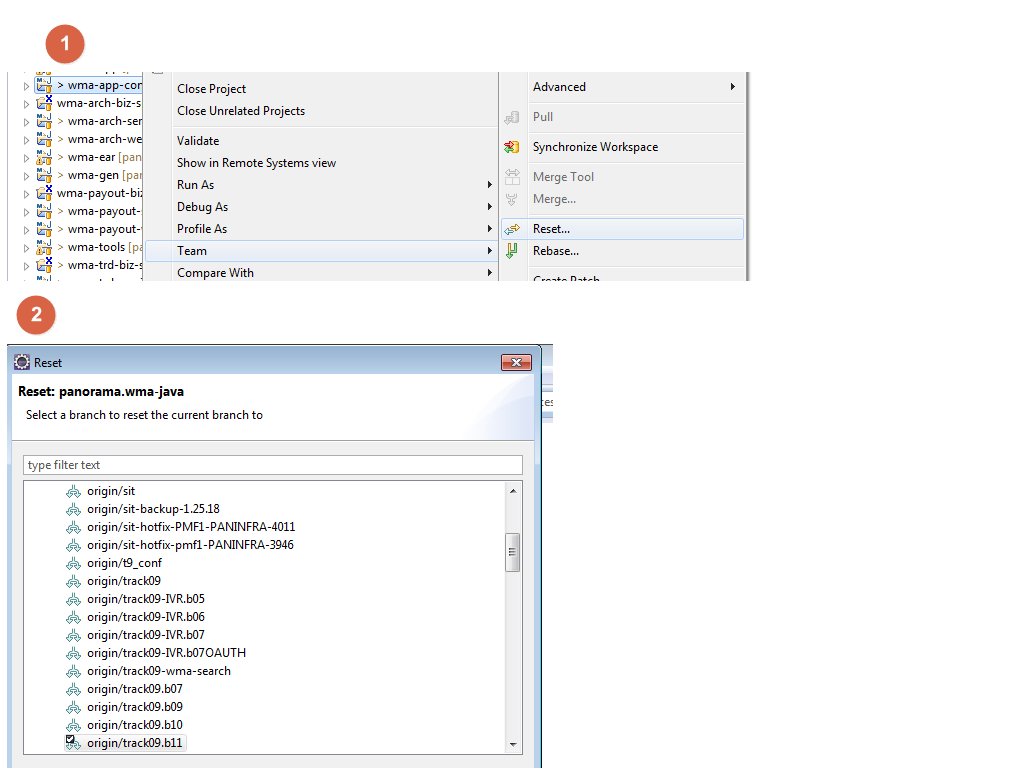 1
> wma-app-con
wma-arch-biz-s
> wma-arch-ser
> wma-arch-we
> wma-ear [pan
> wma-gen [pan
wma-payout-biz
> wma-payout-s
> wma-payout-
> wma-tools [pa
> wma-trd-biz-s
Close Project
Close Unrelated Projects
Validate
Show in Remote Systems view
Run As
Debug As
Profile As
Team
Compare With
Advanced
Pull
Synchronize Workspace
Merge Tool
Merge...
Reset...
Rebase...
Create Patch
2
Reset
Reset: panorama.wma-java
Select a branch to reset the current branch to
ces
type filter text
origin/sit
origin/sit-backup-1.25.18
origin/sit-hotfix-PMF1-PANINFRA-4011
origin/sit-hotfix-pmf1-PANINFRA-3946
origin/t9_conf
origin/track09
origin/track09-IVR.b05
origin/track09-IVR.b06
origin/track09-IVR.b07
origin/track09-IVR.b07OAUTH
origin/track09-wma-search
origin/track09.b07
origin/track09.b09
origin/track09.b10
origin/track09.b11